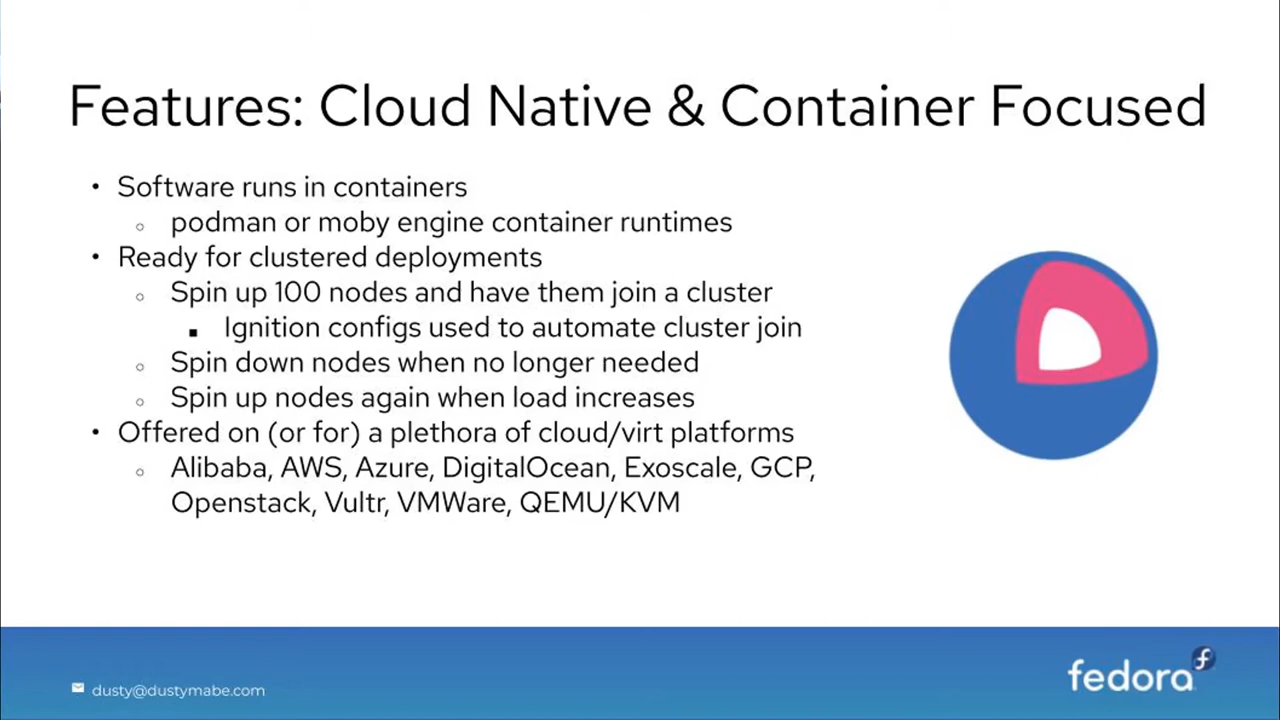 Features: Cloud Native & Container Focused
• Software runs in containers
○ podman or moby engine container runtimes
• Ready for clustered deployments
○ Spin up 100 nodes and have them join a cluster
■ Ignition configs used to automate cluster join
○ Spin down nodes when no longer needed
○ Spin up nodes again when load increases
• Offered on (or for) a plethora of cloud/virt platforms
○ Alibaba, AWS, Azure, DigitalOcean, Exoscale, GCP,
Openstack, Vultr, VMWare, QEMU/KVM
dusty@dustymabe.com
fedora